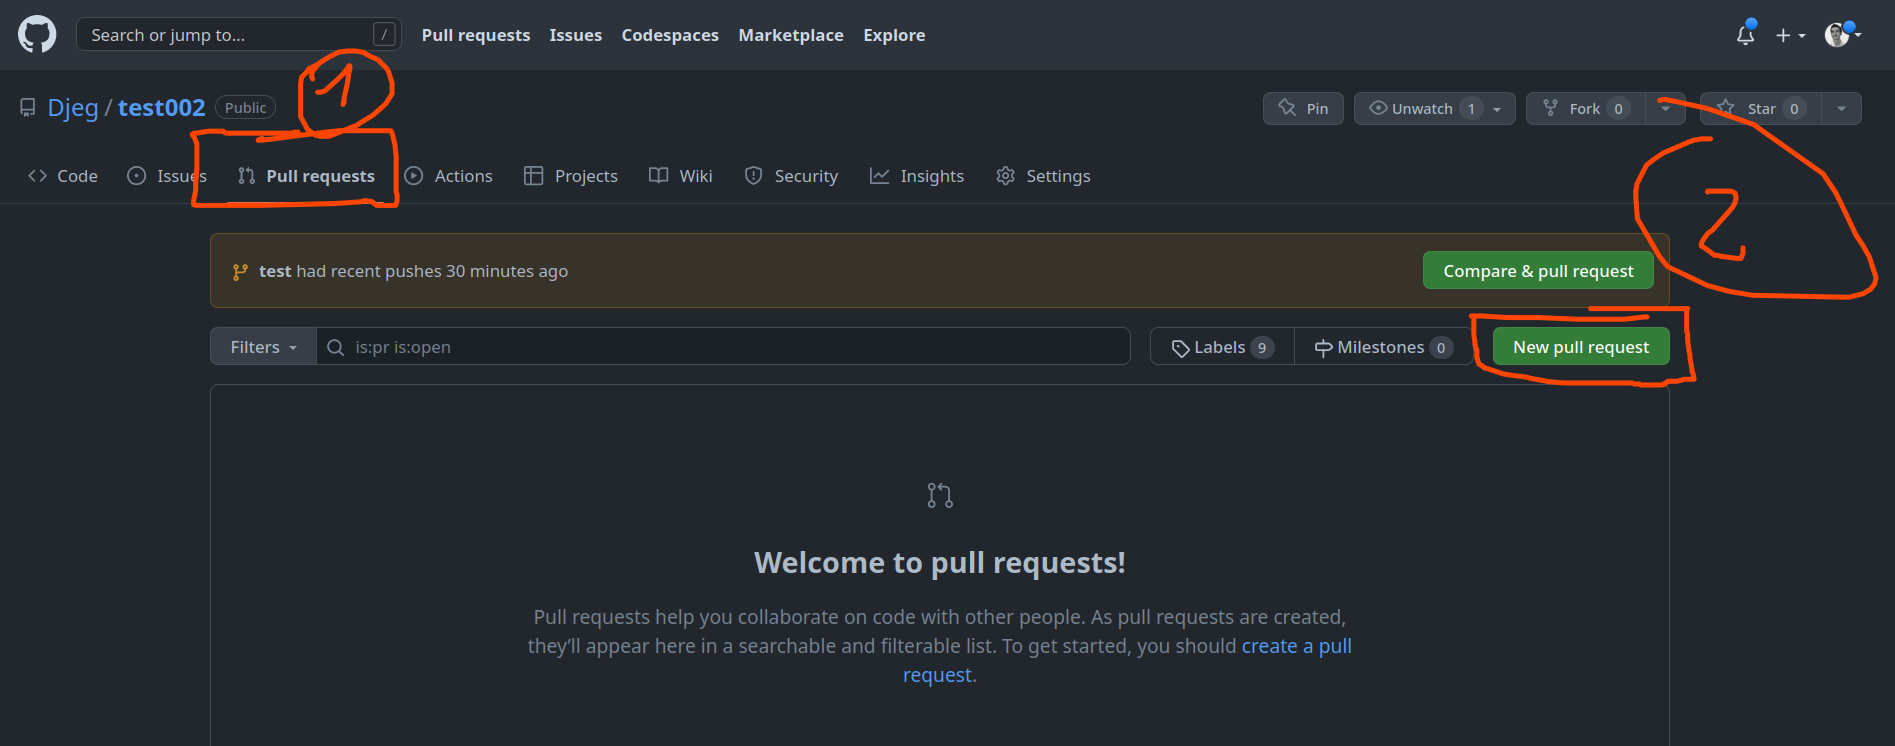 Search or jump to... / Pull requests Issues Codespaces Marketplace Explore
1
Djeg / test002 Public Pin Unwatch 1 Fork 0 Star 0
Code Issues Pull requests Actions Projects Wiki Security Insights Settings
2
test had recent pushes 30 minutes ago Compare & pull request
Filters is:pr is:open Labels 9 Milestones 0 New pull request
Welcome to pull requests!
Pull requests help you collaborate on code with other people. As pull requests are created,
they’ll appear here in a searchable and filterable list. To get started, you should create a pull
request.